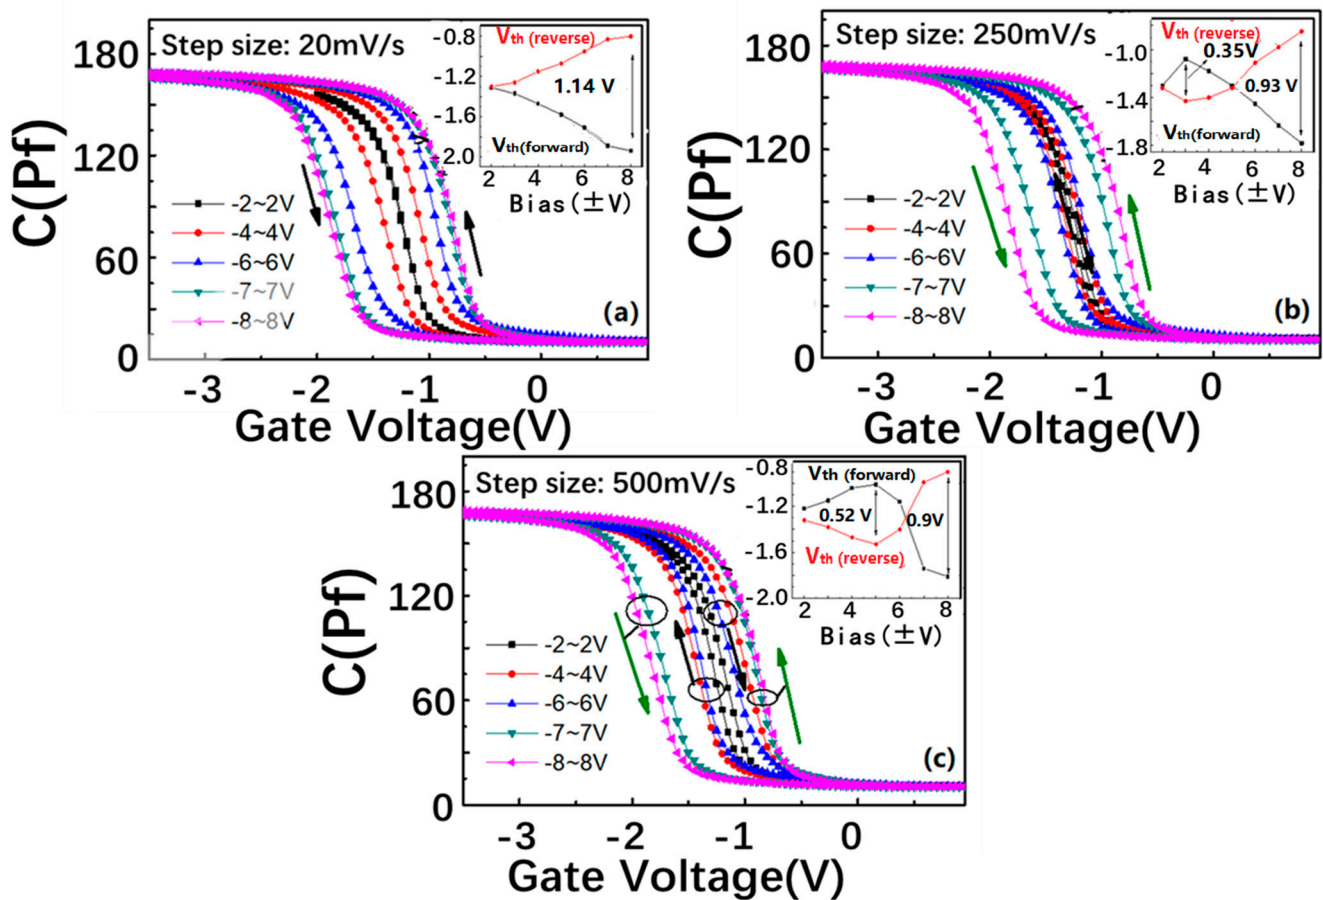 Step size: 20mV/s
C(Pf)
180
120
60
0
-2~2V
-4~4V
-6~6V
-7~7V
-8~8V
(a)
-3
-2
-1
0
Gate Voltage(V)
-0.8
-1.2
-1.6
-2.0
Vth (reverse)
1.14 V
Vth(forward)
2
4
6
8
Bias(±V)
Step size: 250mV/s
C(Pf)
180
120
60
0
-2~2V
-4~4V
-6~6V
-7~7V
-8~8V
(b)
-3
-2
-1
0
Gate Voltage(V)
-1.0
-1.4
-1.8
Vth (reverse)
0.35V
0.93 V
Vth(forward)
2
4
6
8
Bias(±V)
Step size: 500mV/s
C(Pf)
180
120
60
0
-2~2V
-4~4V
-6~6V
-7~7V
-8~8V
(c)
-3
-2
-1
0
Gate Voltage(V)
-0.8
-1.2
-1.6
-2.0
Vth (forward)
0.52 V
0.9V
Vth (reverse)
2
4
6
8
Bias(±V)